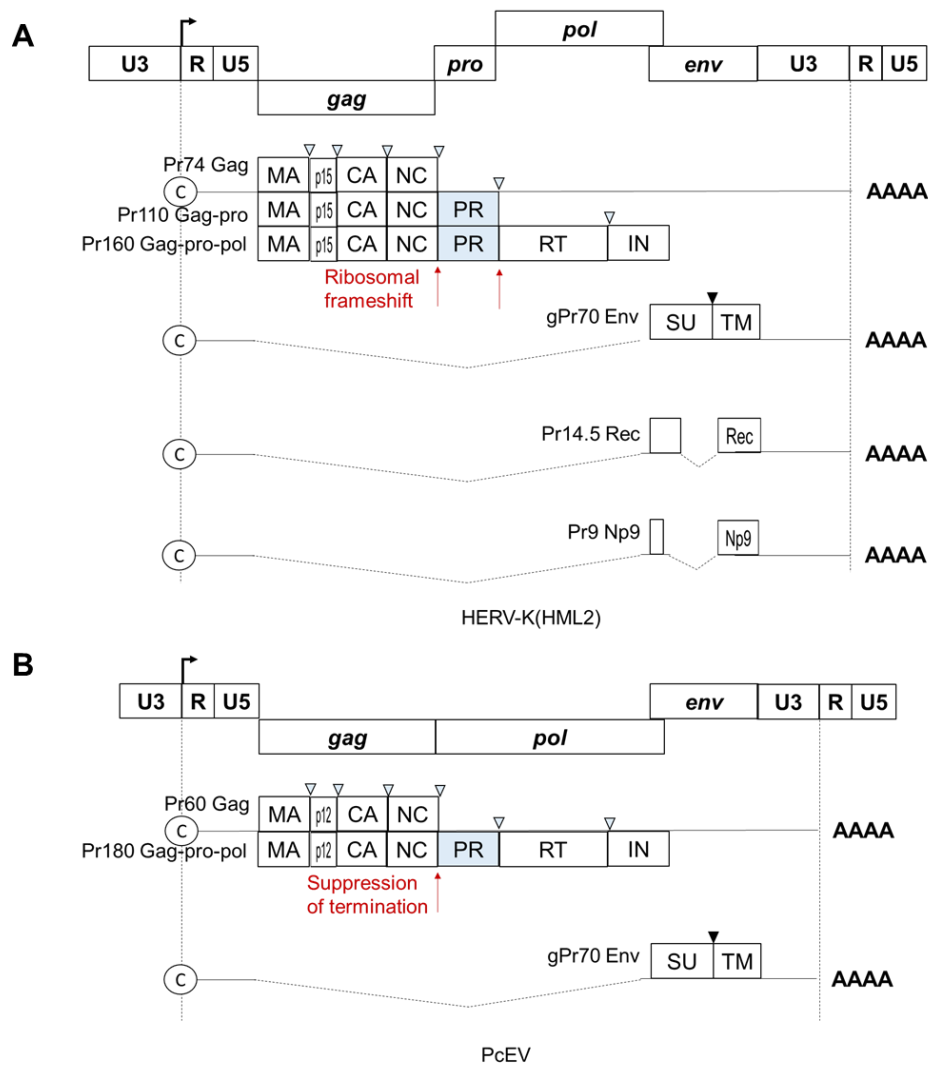 A
pol
U3 R U5 pro env U3 R U5
gag
Pr74 Gag MA p15 CA NC
C AAAA
Pr110 Gag-pro MA p15 CA NC PR
Pr160 Gag-pro-pol MA p15 CA NC PR RT IN
Ribosomal
frameshift
gPr70 Env SU TM
C AAAA
Pr14.5 Rec Rec
C AAAA
Pr9 Np9 Np9
C AAAA
HERV-K(HML2)
B
U3 R U5 env U3 R U5
gag pol
Pr60 Gag MA p12 CA NC
C AAAA
Pr180 Gag-pro-pol MA p12 CA NC PR RT IN
Suppression
of termination
gPr70 Env SU TM
C AAAA
PcEV